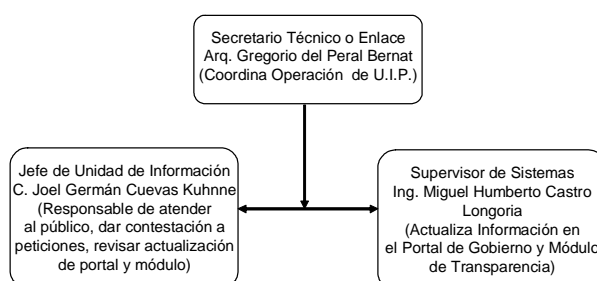 Secretario Técnico o Enlace
Arq. Gregorio del Peral Bernat
(Coordina Operación de U.I.P.)
Jefe de Unidad de Información
C. Joel Germán Cuevas Kuhnne
(Responsable de atender
al público, dar contestación a
peticiones, revisar actualización
de portal y módulo)
Supervisor de Sistemas
Ing. Miguel Humberto Castro
Longoria
(Actualiza Información en
el Portal de Gobierno y Módulo
de Transparencia)